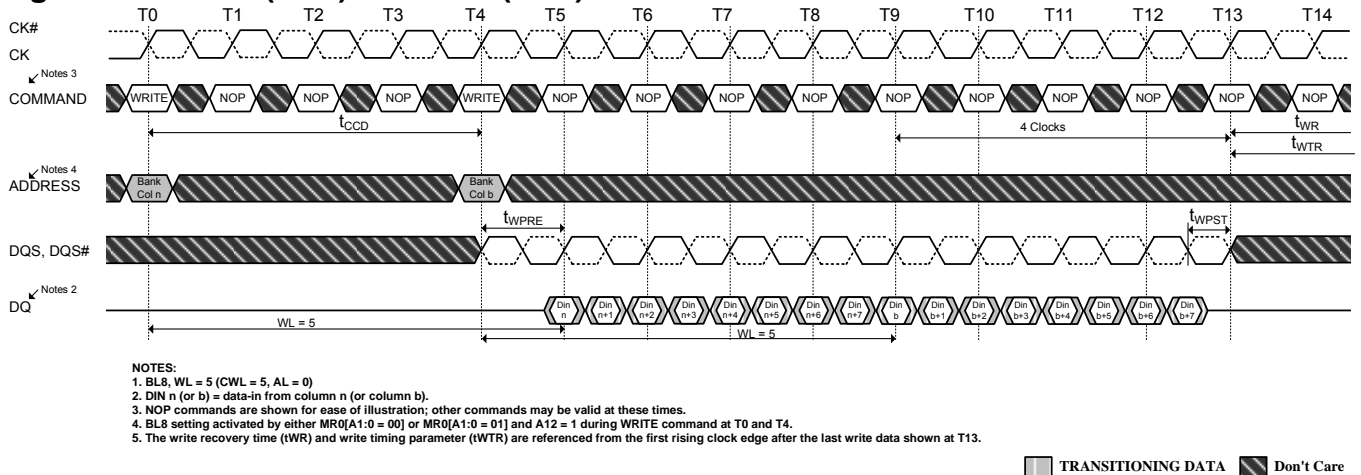 T0 T1 T2 T3 T4 T5 T6 T7 T8 T9 T10 T11 T12 T13 T14
CK#
CK
Notes 3
COMMAND
WRITE NOP NOP NOP WRITE NOP NOP NOP NOP NOP NOP NOP NOP NOP NOP
tCCD
4 Clocks
tWR
tWTR
Notes 4
ADDRESS
Bank Col n
Bank Col b
tWPRE
tWPST
DQS, DQS#
Notes 2
DQ
Din n Din n+1 Din n+2 Din n+3 Din n+4 Din n+5 Din n+6 Din n+7 Din b Din b+1 Din b+2 Din b+3 Din b+4 Din b+5 Din b+6 Din b+7
WL = 5
WL = 5
NOTES:
1. BL8, WL = 5 (CWL = 5, AL = 0)
2. DIN n (or b) = data-in from column n (or column b).
3. NOP commands are shown for ease of illustration; other commands may be valid at these times.
4. BL8 setting activated by either MR0[A1:0 = 00] or MR0[A1:0 = 01] and A12 = 1 during WRITE command at T0 and T4.
5. The write recovery time (tWR) and write timing parameter (tWTR) are referenced from the first rising clock edge after the last write data shown at T13.
TRANSITIONING DATA
Don't Care